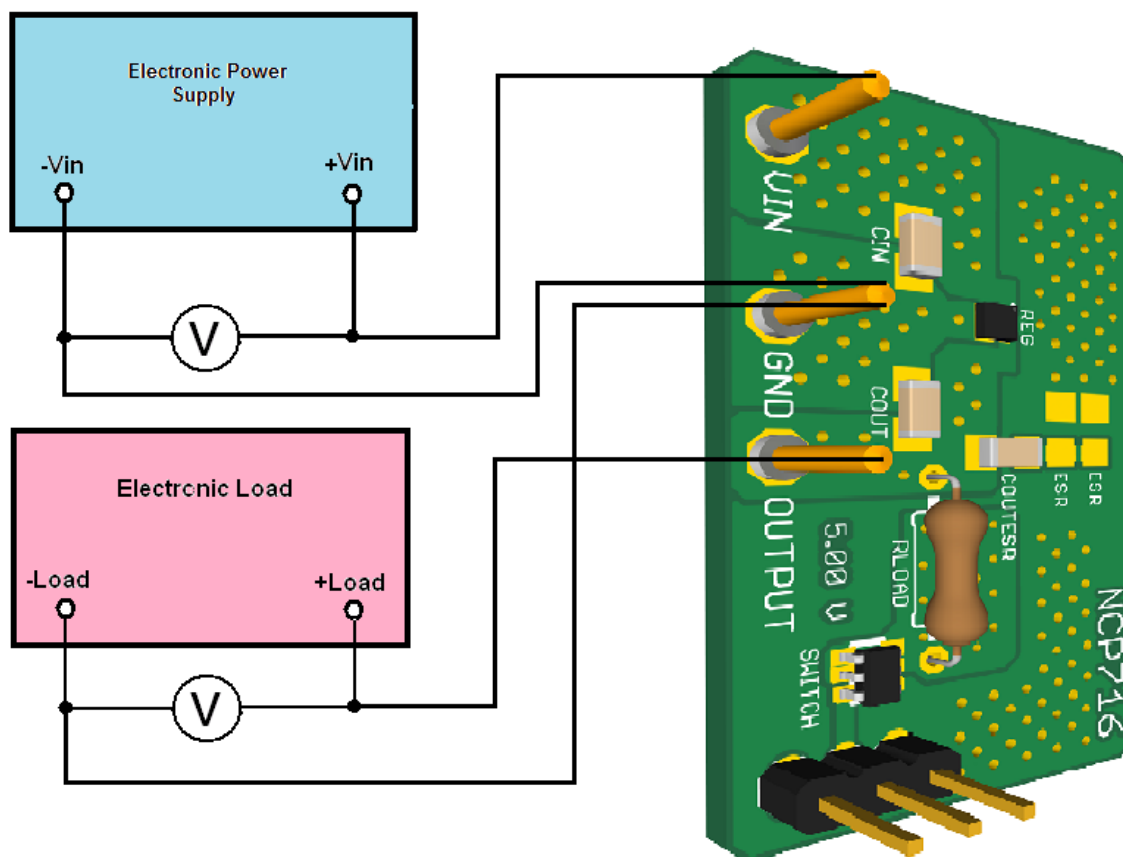 Electronic Power
Supply
-Vin
+Vin
V
Electronic Load
-Load
+Load
V
VIN
CIN
REG
GND
COUT
OUTPUT
5.00 V
RLOAD
COUTESR
ESR
ESR
SWITCH
NCP716